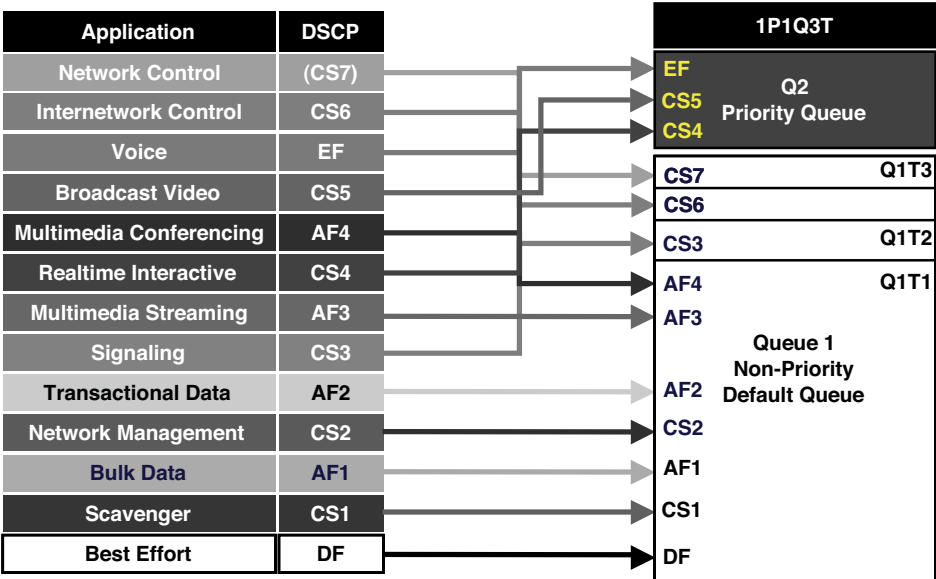 Application DSCP
Network Control (CS7)
Internetwork Control CS6
Voice EF
Broadcast Video CS5
Multimedia Conferencing AF4
Realtime Interactive CS4
Multimedia Streaming AF3
Signaling CS3
Transactional Data AF2
Network Management CS2
Bulk Data AF1
Scavenger CS1
Best Effort DF
1P1Q3T
EF
CS5
CS4
Q2
Priority Queue
CS7 Q1T3
CS6
CS3 Q1T2
AF4 Q1T1
AF3
Queue 1
Non-Priority
Default Queue
AF2
CS2
AF1
CS1
DF